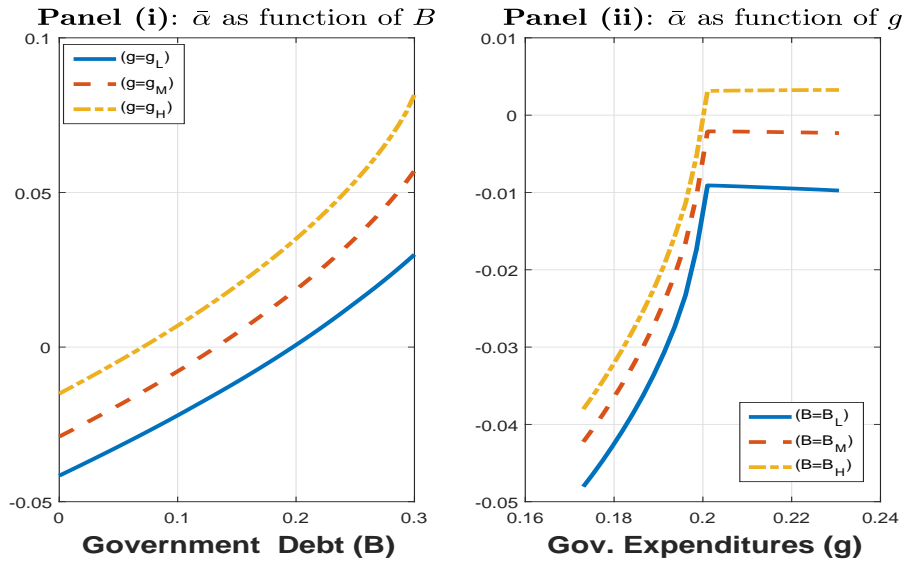 Panel (i): ᾱ as function of B
0.1
0.05
0
-0.05
(g=g_L)
(g=g_M)
(g=g_H)
0
0.1
0.2
0.3
Government Debt (B)
Panel (ii): ᾱ as function of g
0.01
0
-0.01
-0.02
-0.03
-0.04
-0.05
(B=B_L)
(B=B_M)
(B=B_H)
0.16
0.18
0.2
0.22
0.24
Gov. Expenditures (g)